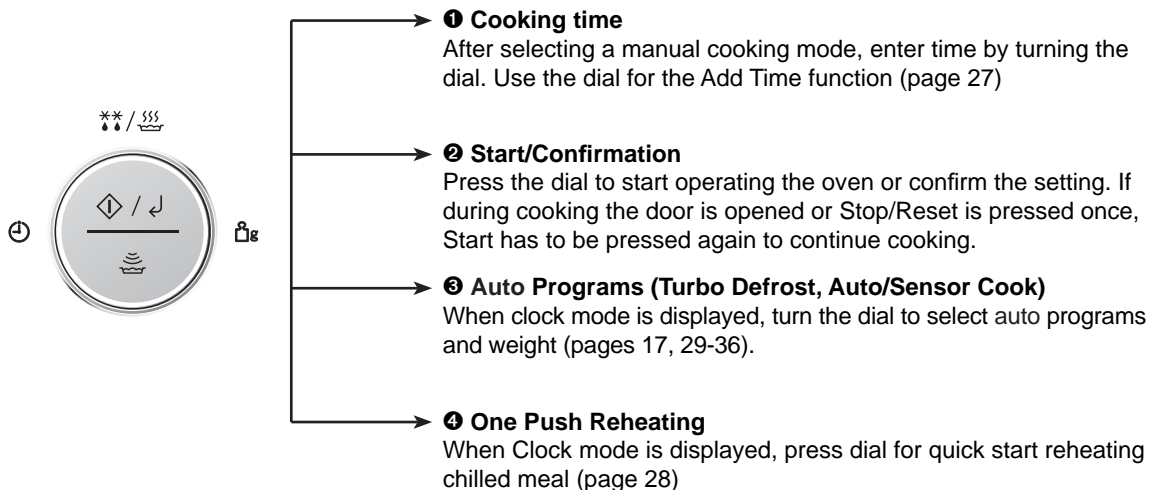 ❶ Cooking time
After selecting a manual cooking mode, enter time by turning the
dial. Use the dial for the Add Time function (page 27)
❷ Start/Confirmation
Press the dial to start operating the oven or confirm the setting. If
during cooking the door is opened or Stop/Reset is pressed once,
Start has to be pressed again to continue cooking.
❸ Auto Programs (Turbo Defrost, Auto/Sensor Cook)
When clock mode is displayed, turn the dial to select auto programs
and weight (pages 17, 29-36).
❹ One Push Reheating
When Clock mode is displayed, press dial for quick start reheating
chilled meal (page 28)
/
/
g